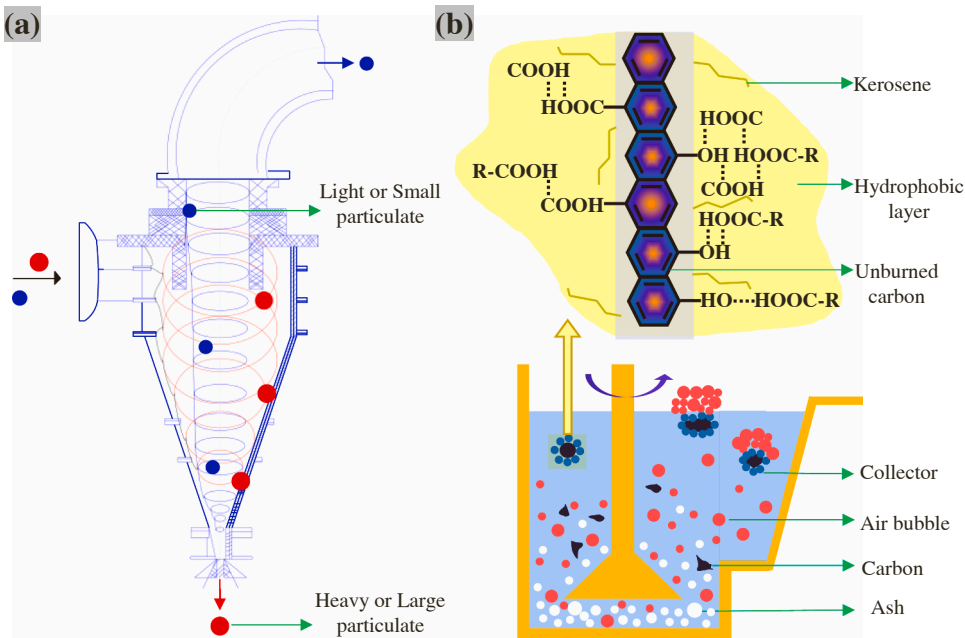 (a)
Light or Small
particulate
Heavy or Large
particulate
(b)
COOH
HOOC
R-COOH
COOH
HOOC
OH HOOC-R
COOH
HOOC-R
OH
HO HOOC-R
Kerosene
Hydrophobic
layer
Unburned
carbon
Collector
Air bubble
Carbon
Ash